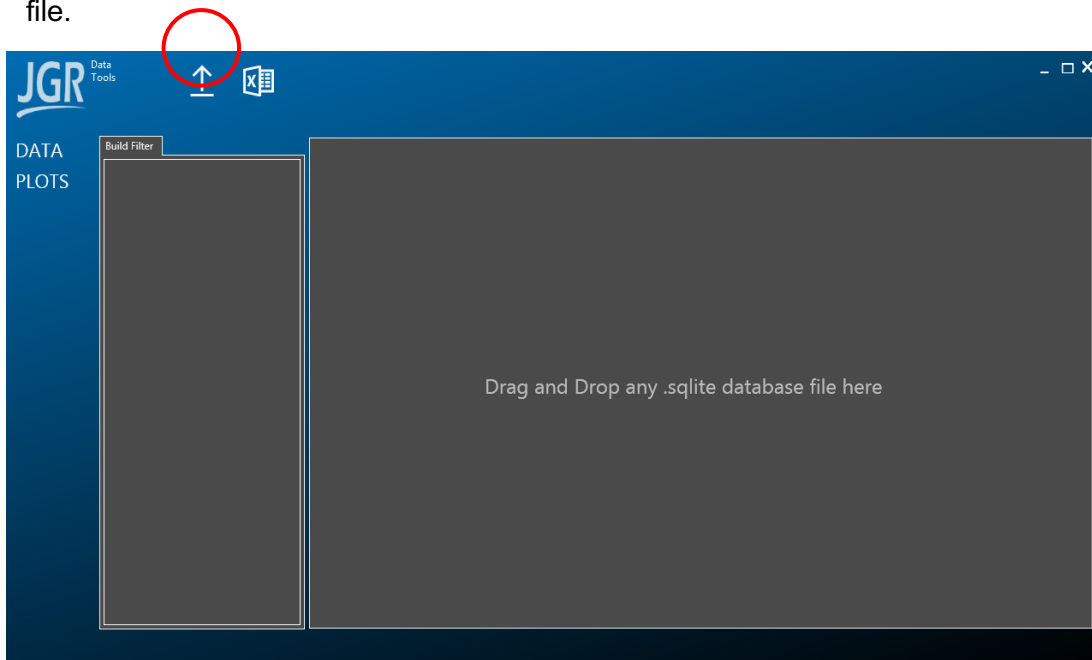 file.
JGR Data
Tools
DATA
PLOTS
Build Filter
Drag and Drop any .sqlite database file here